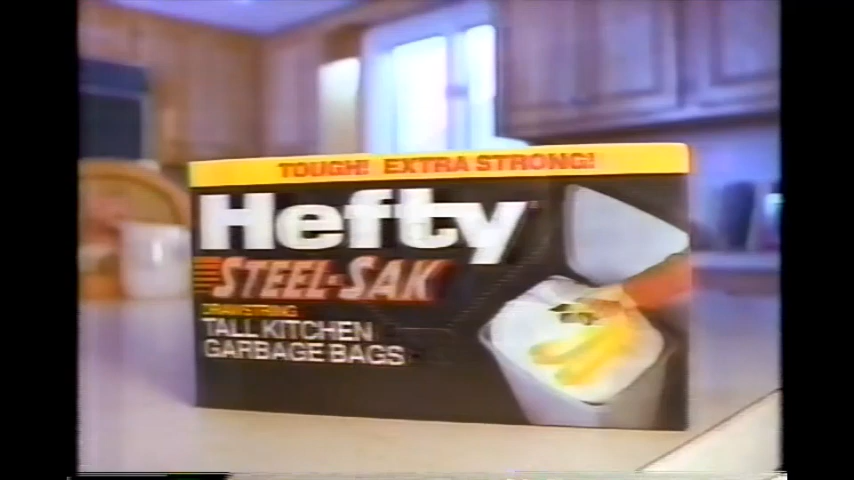 TOUGH! EXTRA STRONG!
Hefty
STEEL-SAK
DRAWSTRING
TALL KITCHEN
GARBAGE BAGS